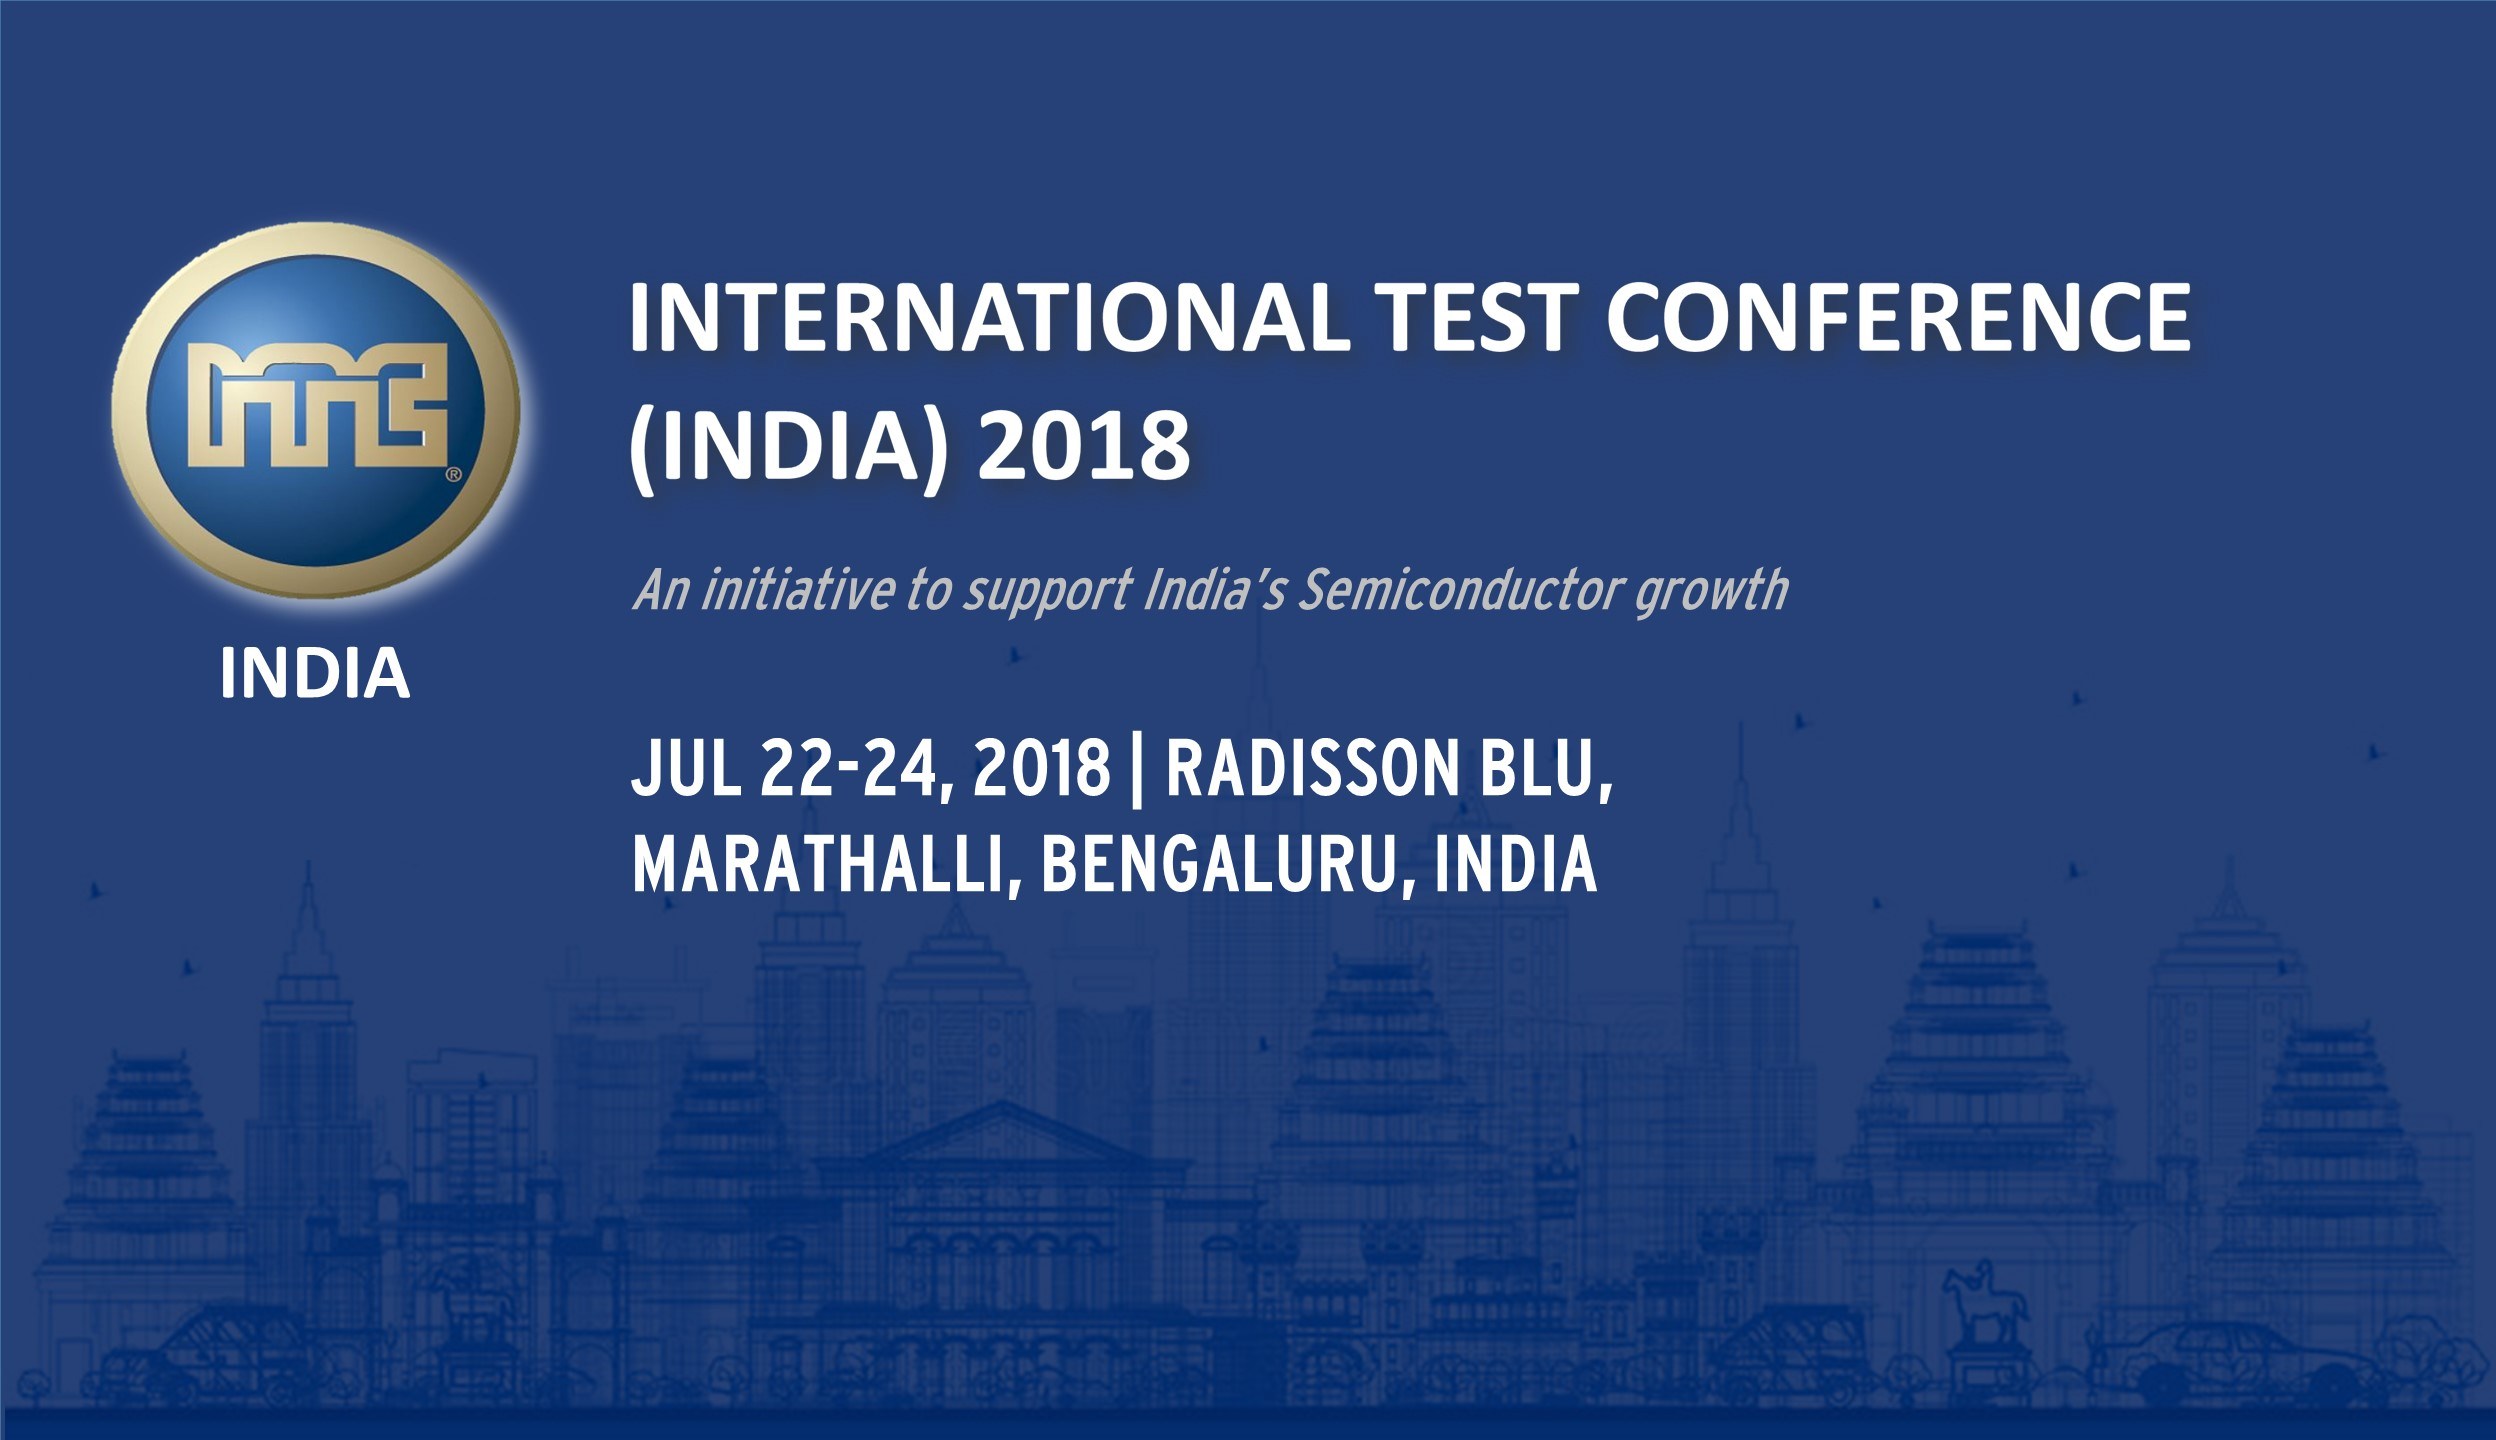 INTERNATIONAL TEST CONFERENCE
(INDIA) 2018
An initiative to support India's Semiconductor growth
INDIA
JUL 22-24, 2018 | RADISSON BLU,
MARATHALLI, BENGALURU, INDIA